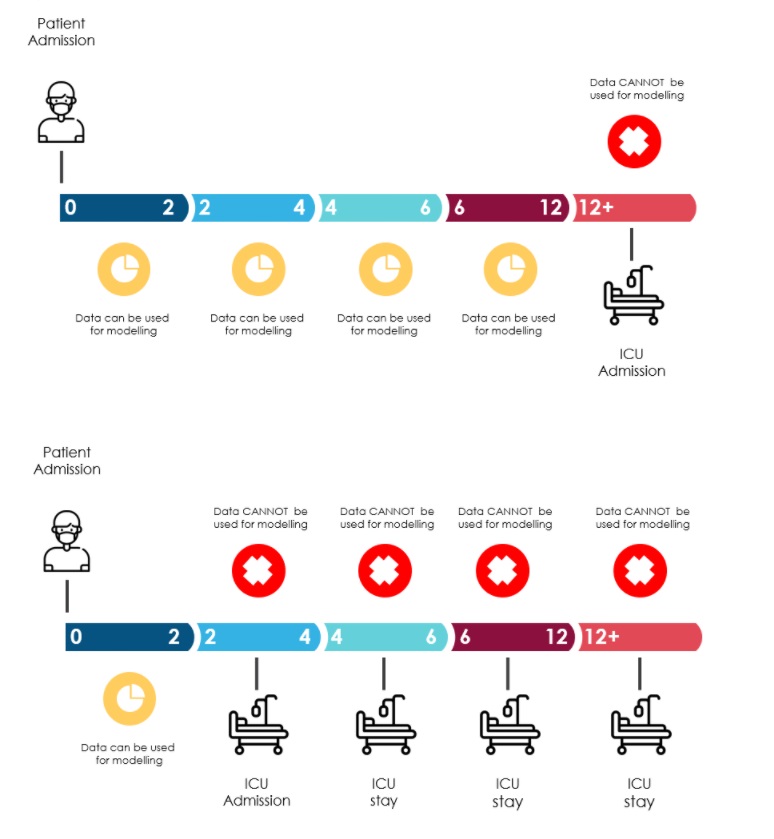 Patient
Admission
Data CANNOT be
used for modelling
0 2 2 4 4 6 6 12 12+
Data can be used
for modelling
Data can be used
for modelling
Data can be used
for modelling
Data can be used
for modelling
ICU
Admission
Patient
Admission
Data CANNOT be
used for modelling
Data CANNOT be
used for modelling
Data CANNOT be
used for modelling
Data CANNOT be
used for modelling
0 2 2 4 4 6 6 12 12+
Data can be used
for modelling
ICU
Admission
ICU
stay
ICU
stay
ICU
stay